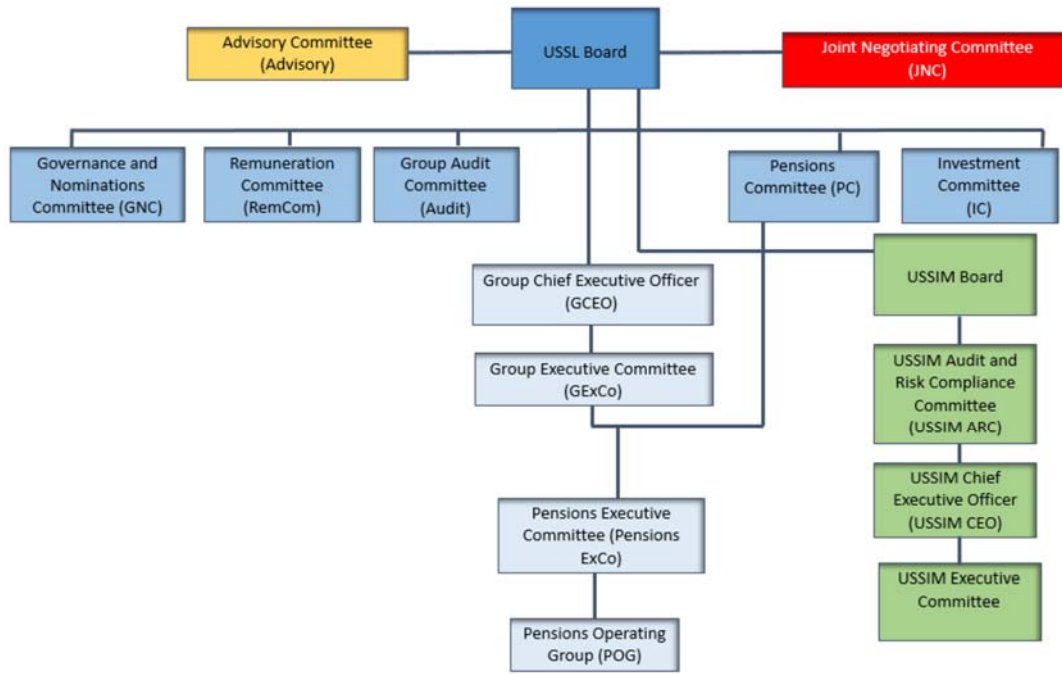 Advisory Committee
(Advisory)
USSL Board
Joint Negotiating Committee
(JNC)
Governance and
Nominations
Committee (GNC)
Remuneration
Committee
(RemCom)
Group Audit
Committee
(Audit)
Pensions
Committee (PC)
Investment
Committee
(IC)
Group Chief Executive Officer
(GCEO)
USSIM Board
Group Executive Committee
(GExCo)
USSIM Audit and
Risk Compliance
Committee
(USSIM ARC)
USSIM Chief
Executive Officer
(USSIM CEO)
Pensions Executive
Committee (Pensions
ExCo)
USSIM Executive
Committee
Pensions Operating
Group (POG)